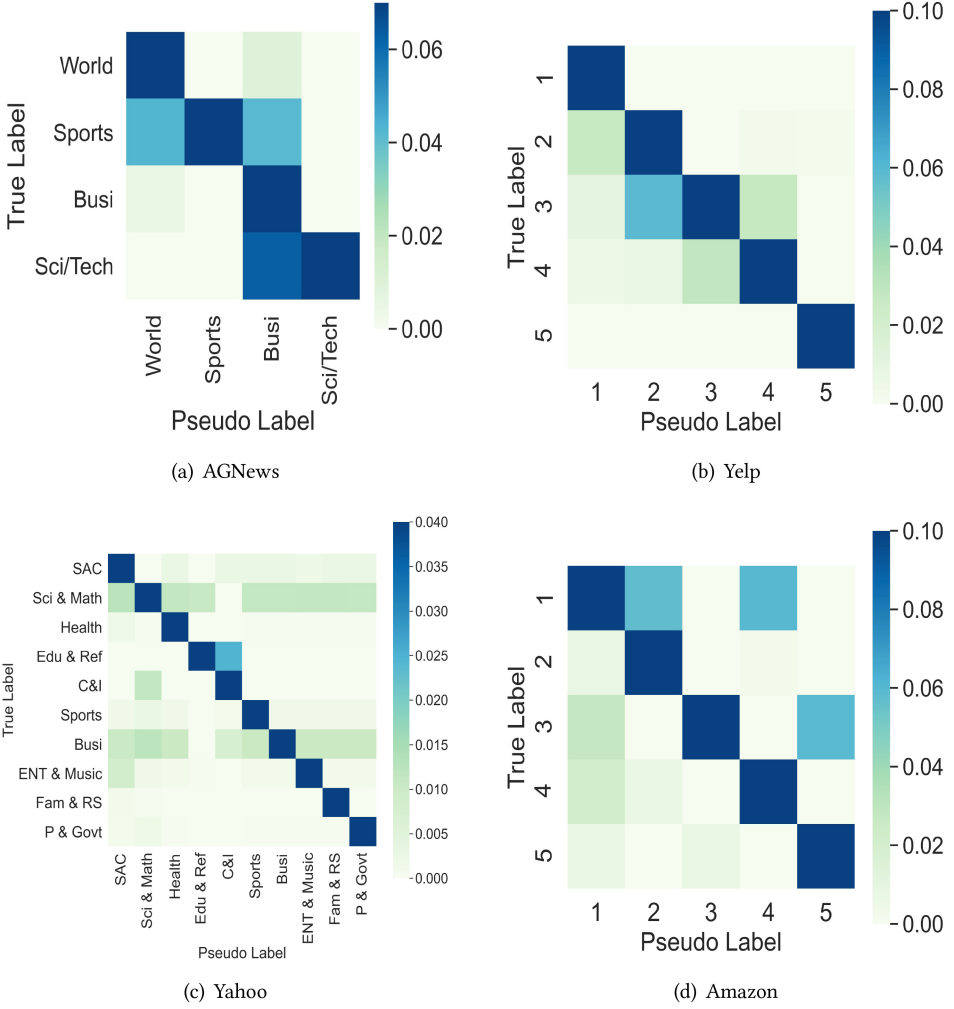 True Label
World
Sports
Busi
Sci/Tech
0.06
0.04
0.02
0.00
World
Sports
Busi
Sci/Tech
Pseudo Label
(a) AGNews
True Label
1
2
3
4
5
0.10
0.08
0.06
0.04
0.02
0.00
1 2 3 4 5
Pseudo Label
(b) Yelp
True Label
SAC
Sci & Math
Health
Edu & Ref
C&I
Sports
Busi
ENT & Music
Fam & RS
P & Govt
0.040
0.035
0.030
0.025
0.020
0.015
0.010
0.005
0.000
SAC
Sci & Math
Health
Edu & Ref
C&I
Sports
Busi
ENT & Music
Fam & RS
P & Govt
Pseudo Label
(c) Yahoo
True Label
1
2
3
4
5
0.10
0.08
0.06
0.04
0.02
0.00
1 2 3 4 5
Pseudo Label
(d) Amazon